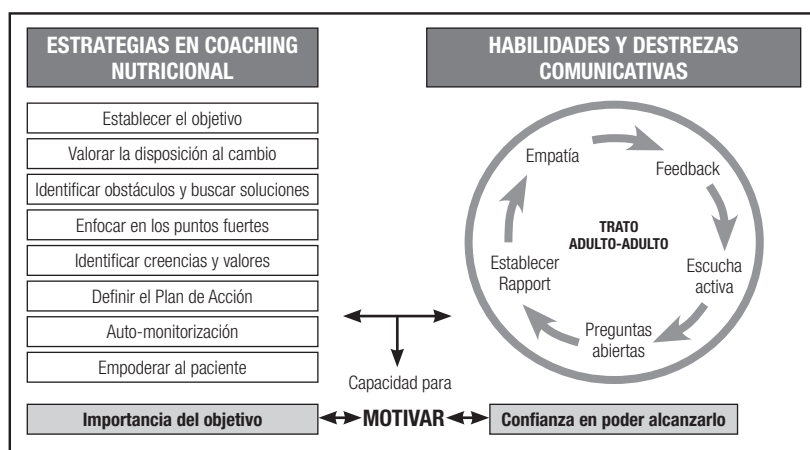 ESTRATEGIAS EN COACHING
NUTRICIONAL
Establecer el objetivo
Valorar la disposición al cambio
Identificar obstáculos y buscar soluciones
Enfocar en los puntos fuertes
Identificar creencias y valores
Definir el Plan de Acción
Auto-monitorización
Empoderar al paciente
Importancia del objetivo
HABILIDADES Y DESTREZAS
COMUNICATIVAS
Empatía
Feedback
TRATO
ADULTO-ADULTO
Establecer
Rapport
Escucha
activa
Preguntas
abiertas
Capacidad para
MOTIVAR
Confianza en poder alcanzarlo